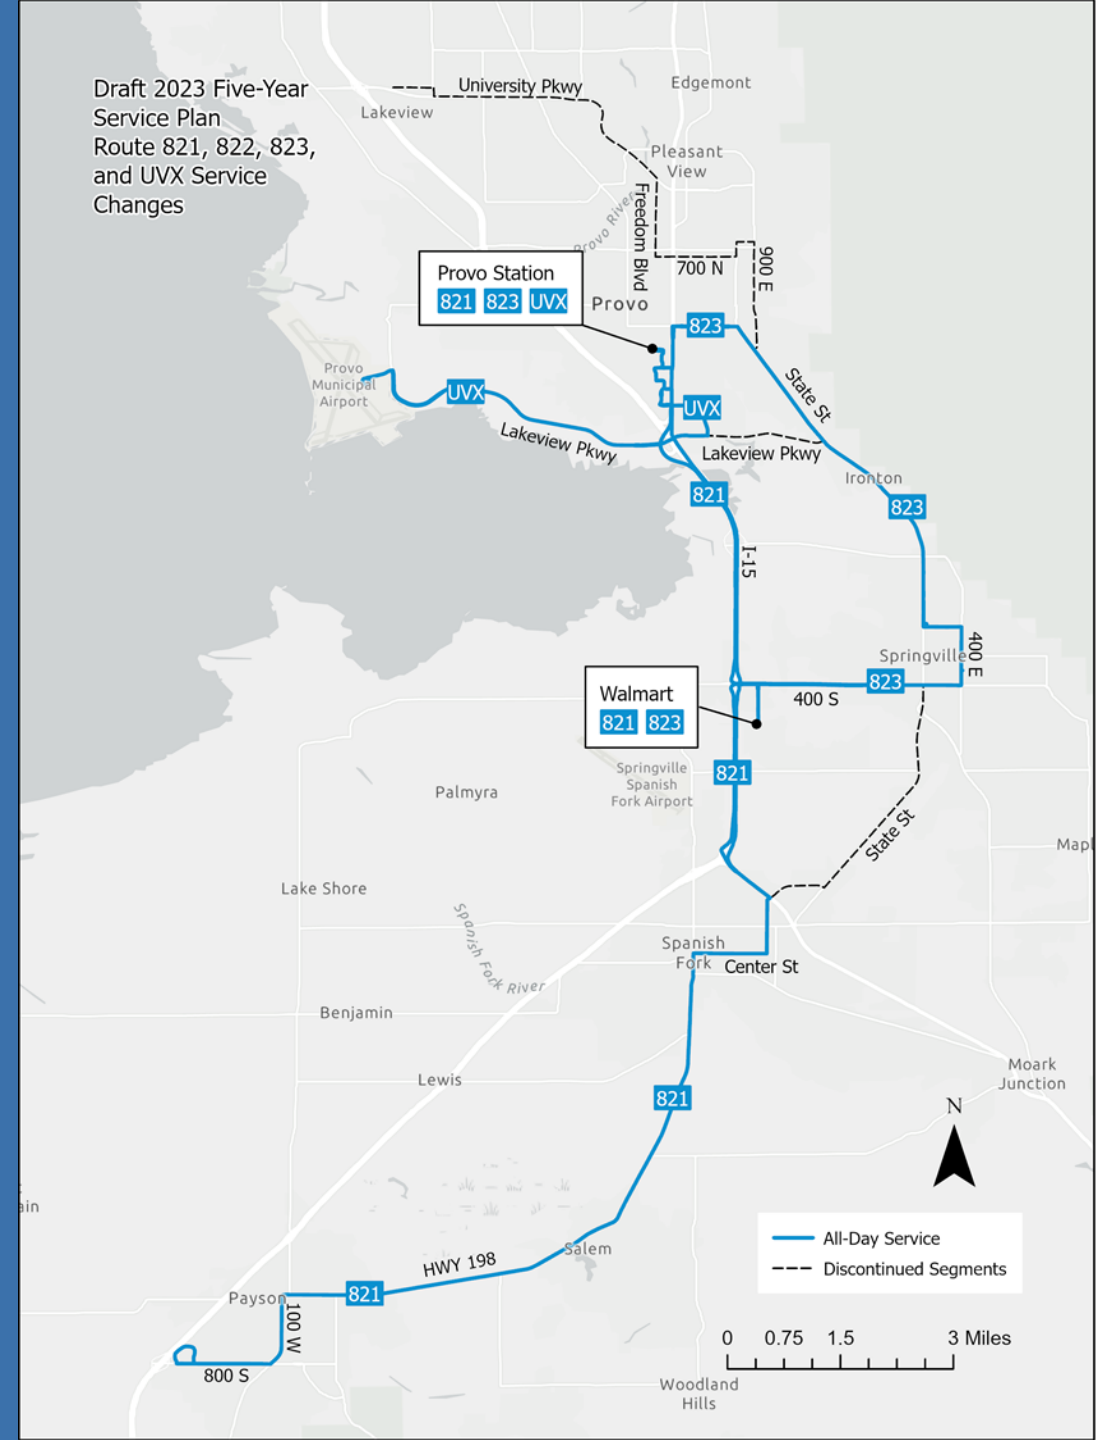 Draft 2023 Five-Year
Service Plan
Route 821, 822, 823,
and UVX Service
Changes
University Pkwy
Edgemont
Lakeview
Pleasant
View
Provo River
Freedom Blvd
700 N
900 E
Provo Station
821 823 UVX
Provo
823
Provo
Municipal
Airport
UVX
State St
UVX
Lakeview Pkwy
Lakeview Pkwy
Ironton
821
823
I-15
400 E
Springville
Walmart
821 823
823
400 S
821
Springville
Spanish
Fork Airport
Palmyra
State St
Mapl
Lake Shore
Spanish Fork River
Spanish
Fork
Center St
Benjamin
Lewis
Moark
Junction
821
N
ain
All-Day Service
Salem
HWY 198
Discontinued Segments
Payson
821
100 W
0 0.75 1.5 3 Miles
800 S
Woodland
Hills